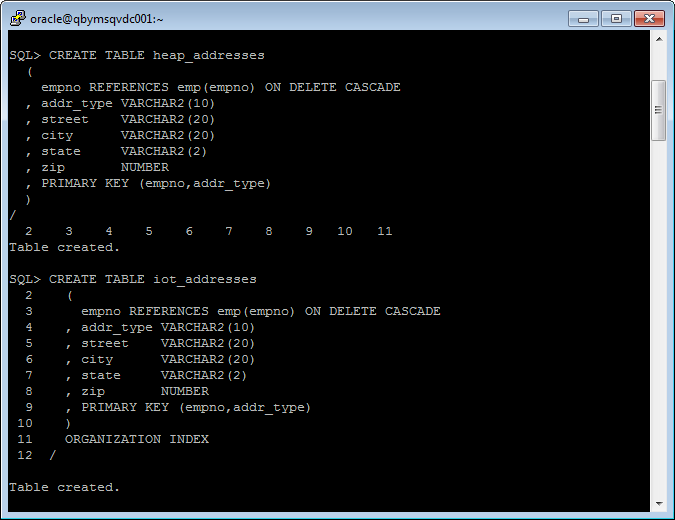 oracle@qbymsqvdc001:~
SQL> CREATE TABLE heap_addresses
  (
    empno REFERENCES emp(empno) ON DELETE CASCADE
  , addr_type VARCHAR2(10)
  , street    VARCHAR2(20)
  , city      VARCHAR2(20)
  , state     VARCHAR2(2)
  , zip       NUMBER
  , PRIMARY KEY (empno,addr_type)
  )
/
  2    3    4    5    6    7    8    9   10   11
Table created.
SQL> CREATE TABLE iot_addresses
  2    (
  3      empno REFERENCES emp(empno) ON DELETE CASCADE
  4    , addr_type VARCHAR2(10)
  5    , street    VARCHAR2(20)
  6    , city      VARCHAR2(20)
  7    , state     VARCHAR2(2)
  8    , zip       NUMBER
  9    , PRIMARY KEY (empno,addr_type)
 10    )
 11    ORGANIZATION INDEX
 12  /
Table created.